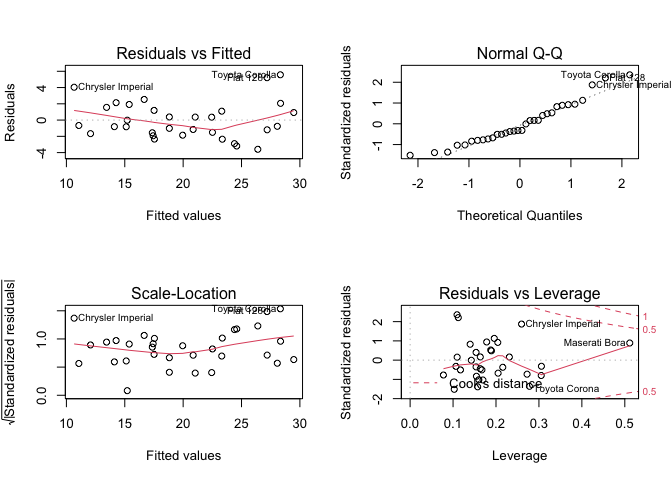 Residuals vs Fitted
Residuals
4
0
-4
Chrysler Imperial
Toyota Corolla
Fiat 128
10
15
20
25
30
Fitted values
Normal Q-Q
Standardized residuals
2
1
-1
Toyota Corolla
Fiat 128
Chrysler Imperial
-2
-1
0
1
2
Theoretical Quantiles
Scale-Location
√|Standardized residuals|
1.0
0.0
Chrysler Imperial
Toyota Corolla
Fiat 128
10
15
20
25
30
Fitted values
Residuals vs Leverage
Standardized residuals
2
1
0
-2
Chrysler Imperial
Maserati Bora
Toyota Corona
Cook's distance
1
0.5
0.5
0.0
0.1
0.2
0.3
0.4
0.5
Leverage